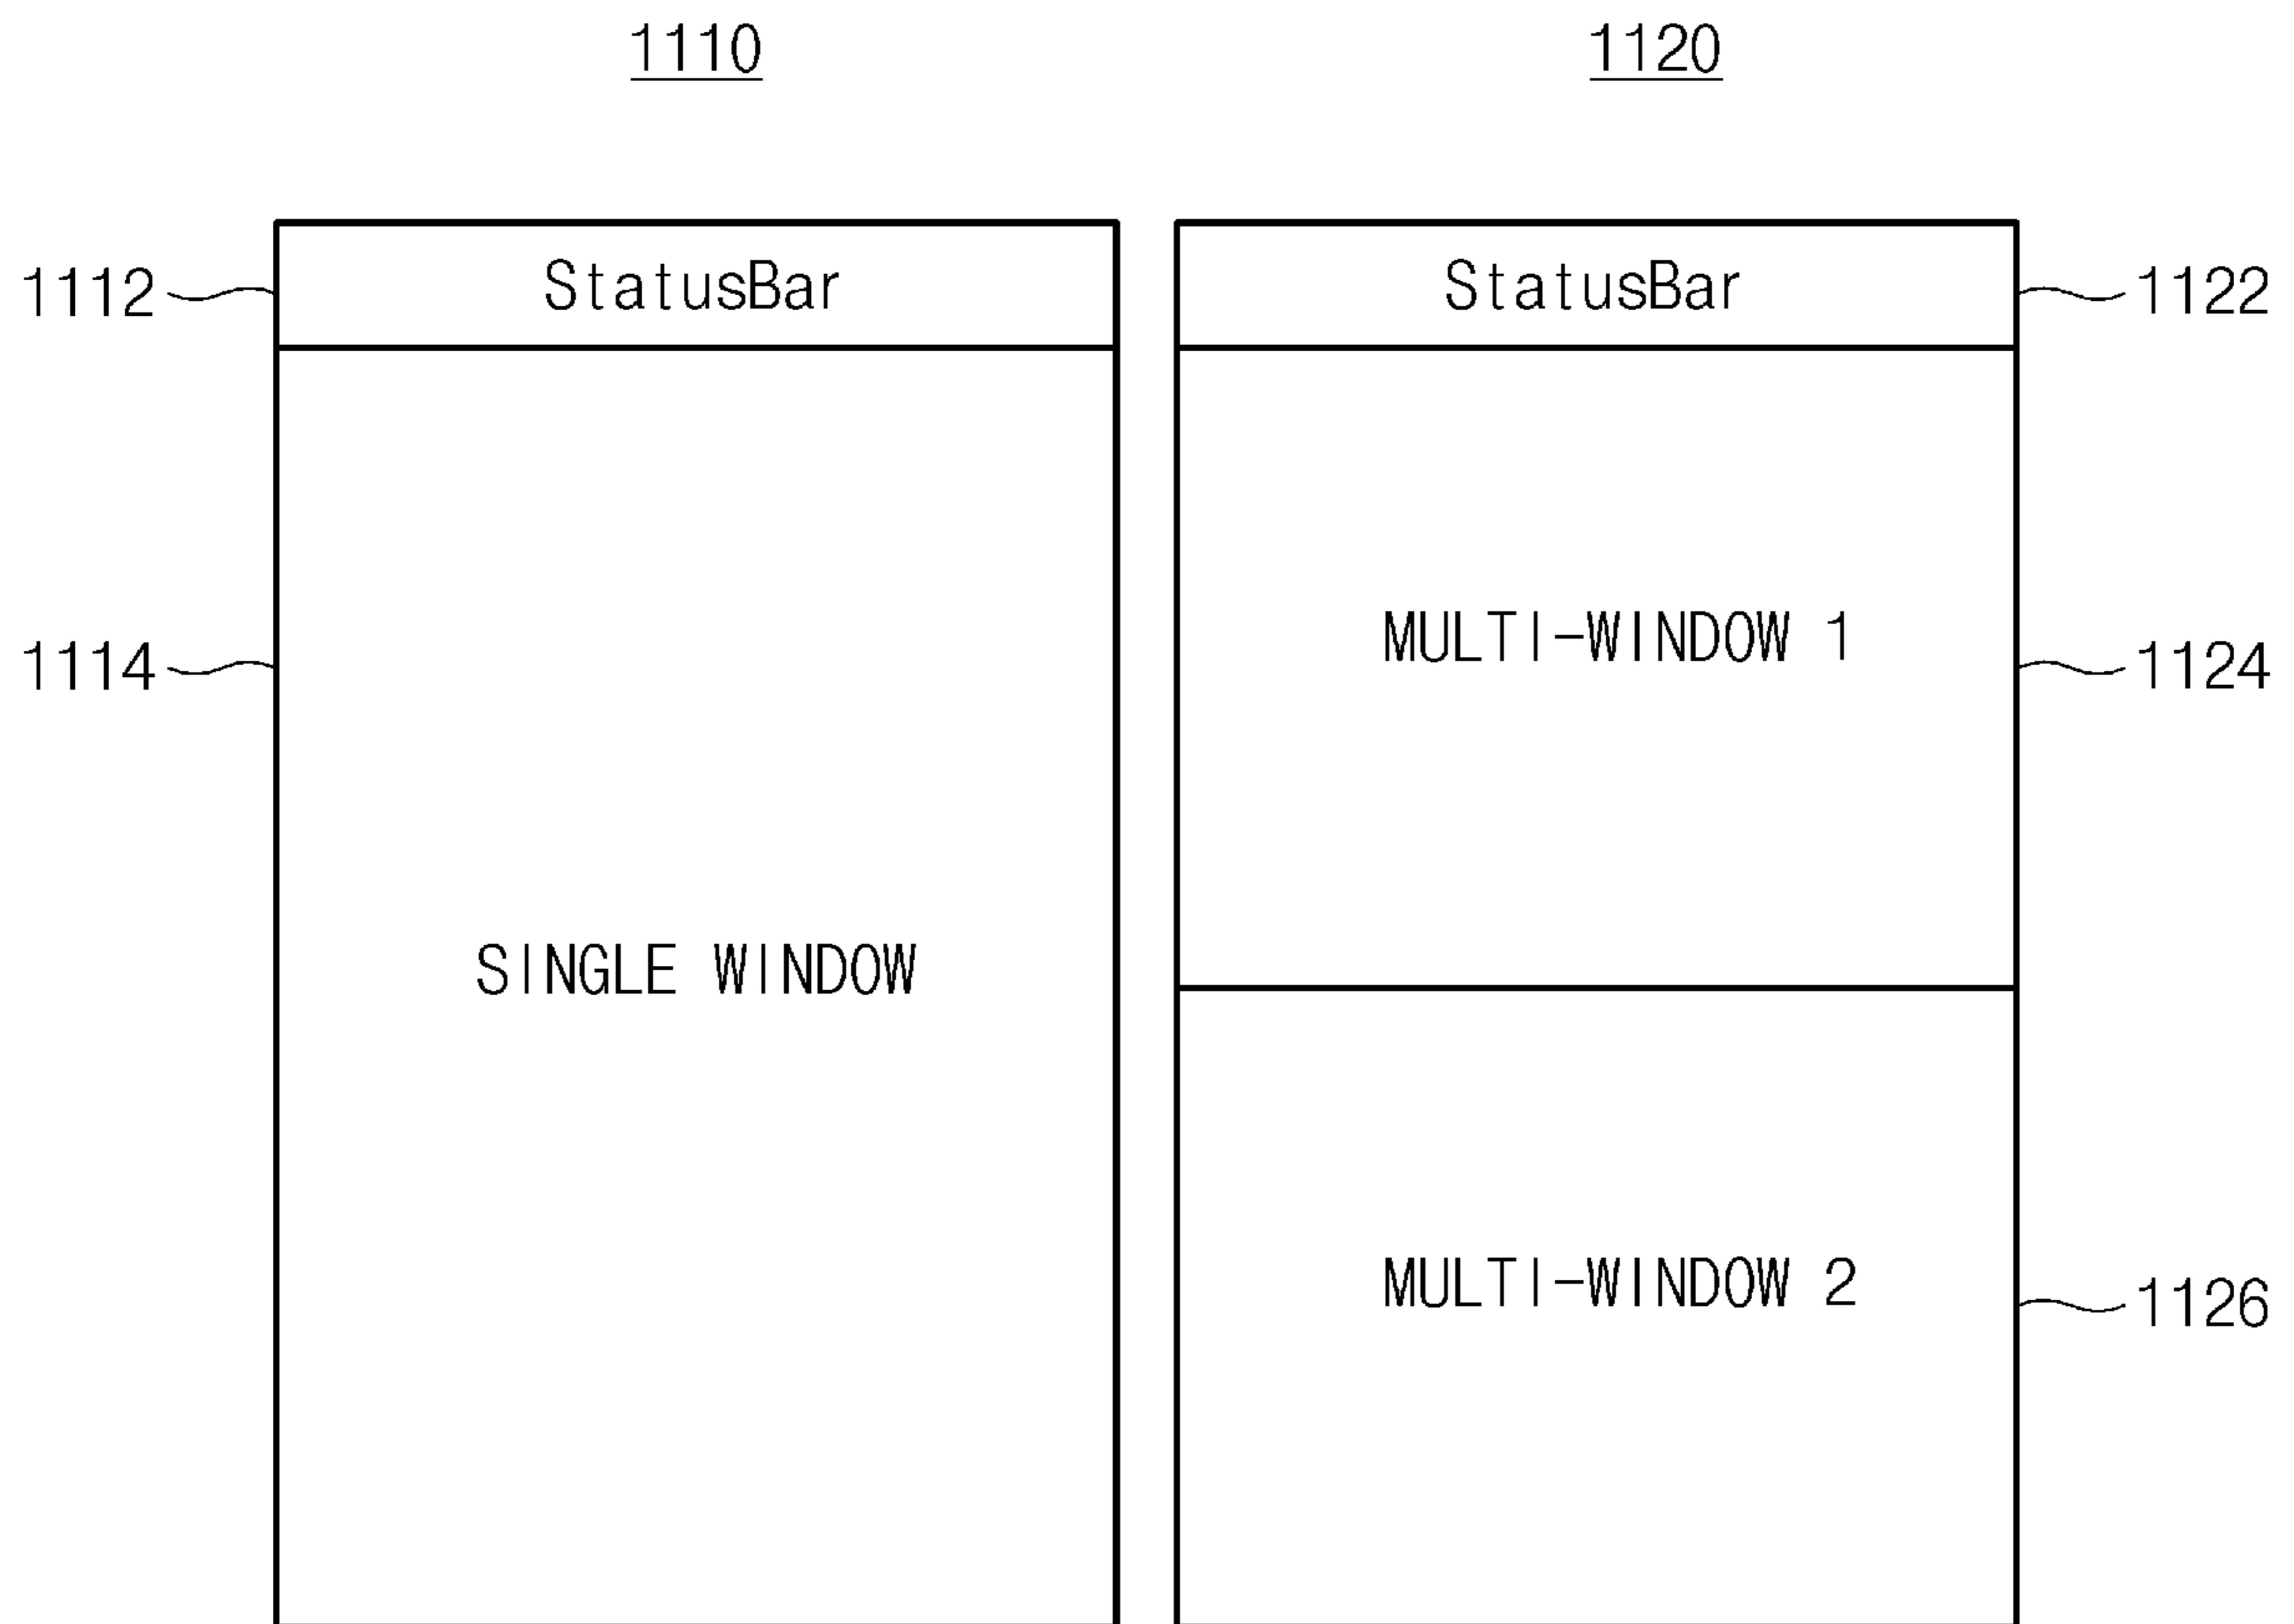 1110
1120
1112
StatusBar
StatusBar
1122
1114
MULTI-WINDOW 1
1124
SINGLE WINDOW
MULTI-WINDOW 2
1126